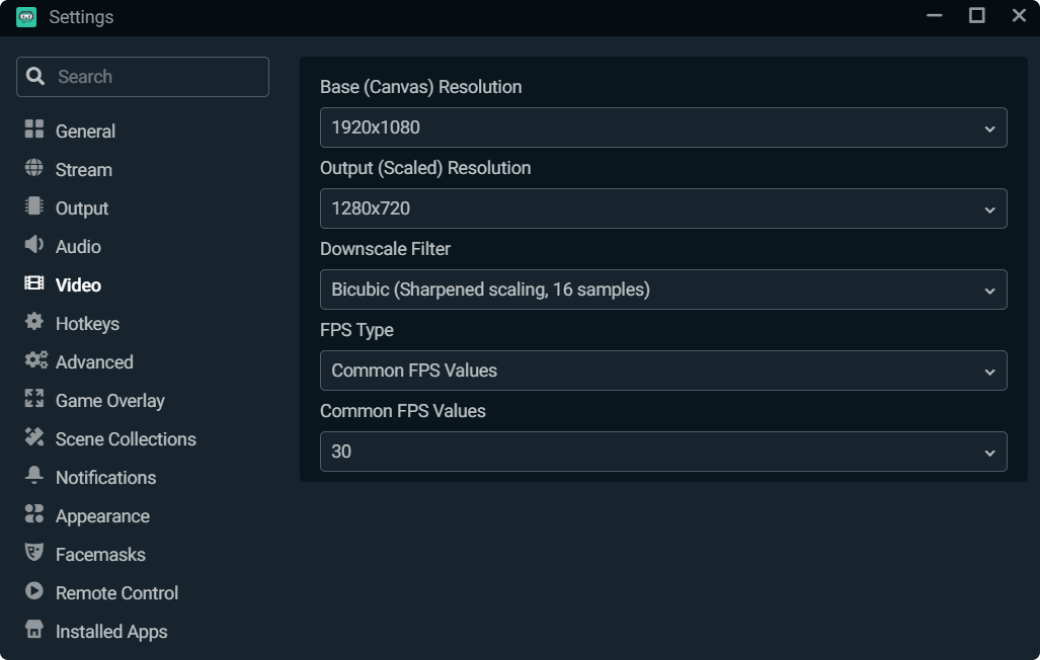 Settings
Search
General
Stream
Output
Audio
Video
Hotkeys
Advanced
Game Overlay
Scene Collections
Notifications
Appearance
Facemasks
Remote Control
Installed Apps
Base (Canvas) Resolution
1920x1080
Output (Scaled) Resolution
1280x720
Downscale Filter
Bicubic (Sharpened scaling, 16 samples)
FPS Type
Common FPS Values
Common FPS Values
30